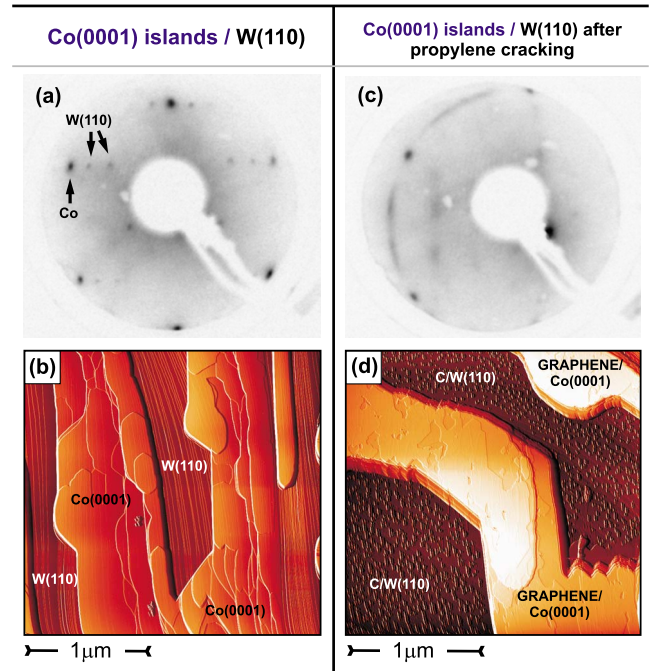 Co(0001) islands / W(110)
Co(0001) islands / W(110) after
propylene cracking
(a)
W(110)
Co
(c)
(b)
W(110)
Co(0001)
W(110)
Co(0001)
1μm
(d)
GRAPHENE/
Co(0001)
C/W(110)
C/W(110)
GRAPHENE/
Co(0001)
1μm